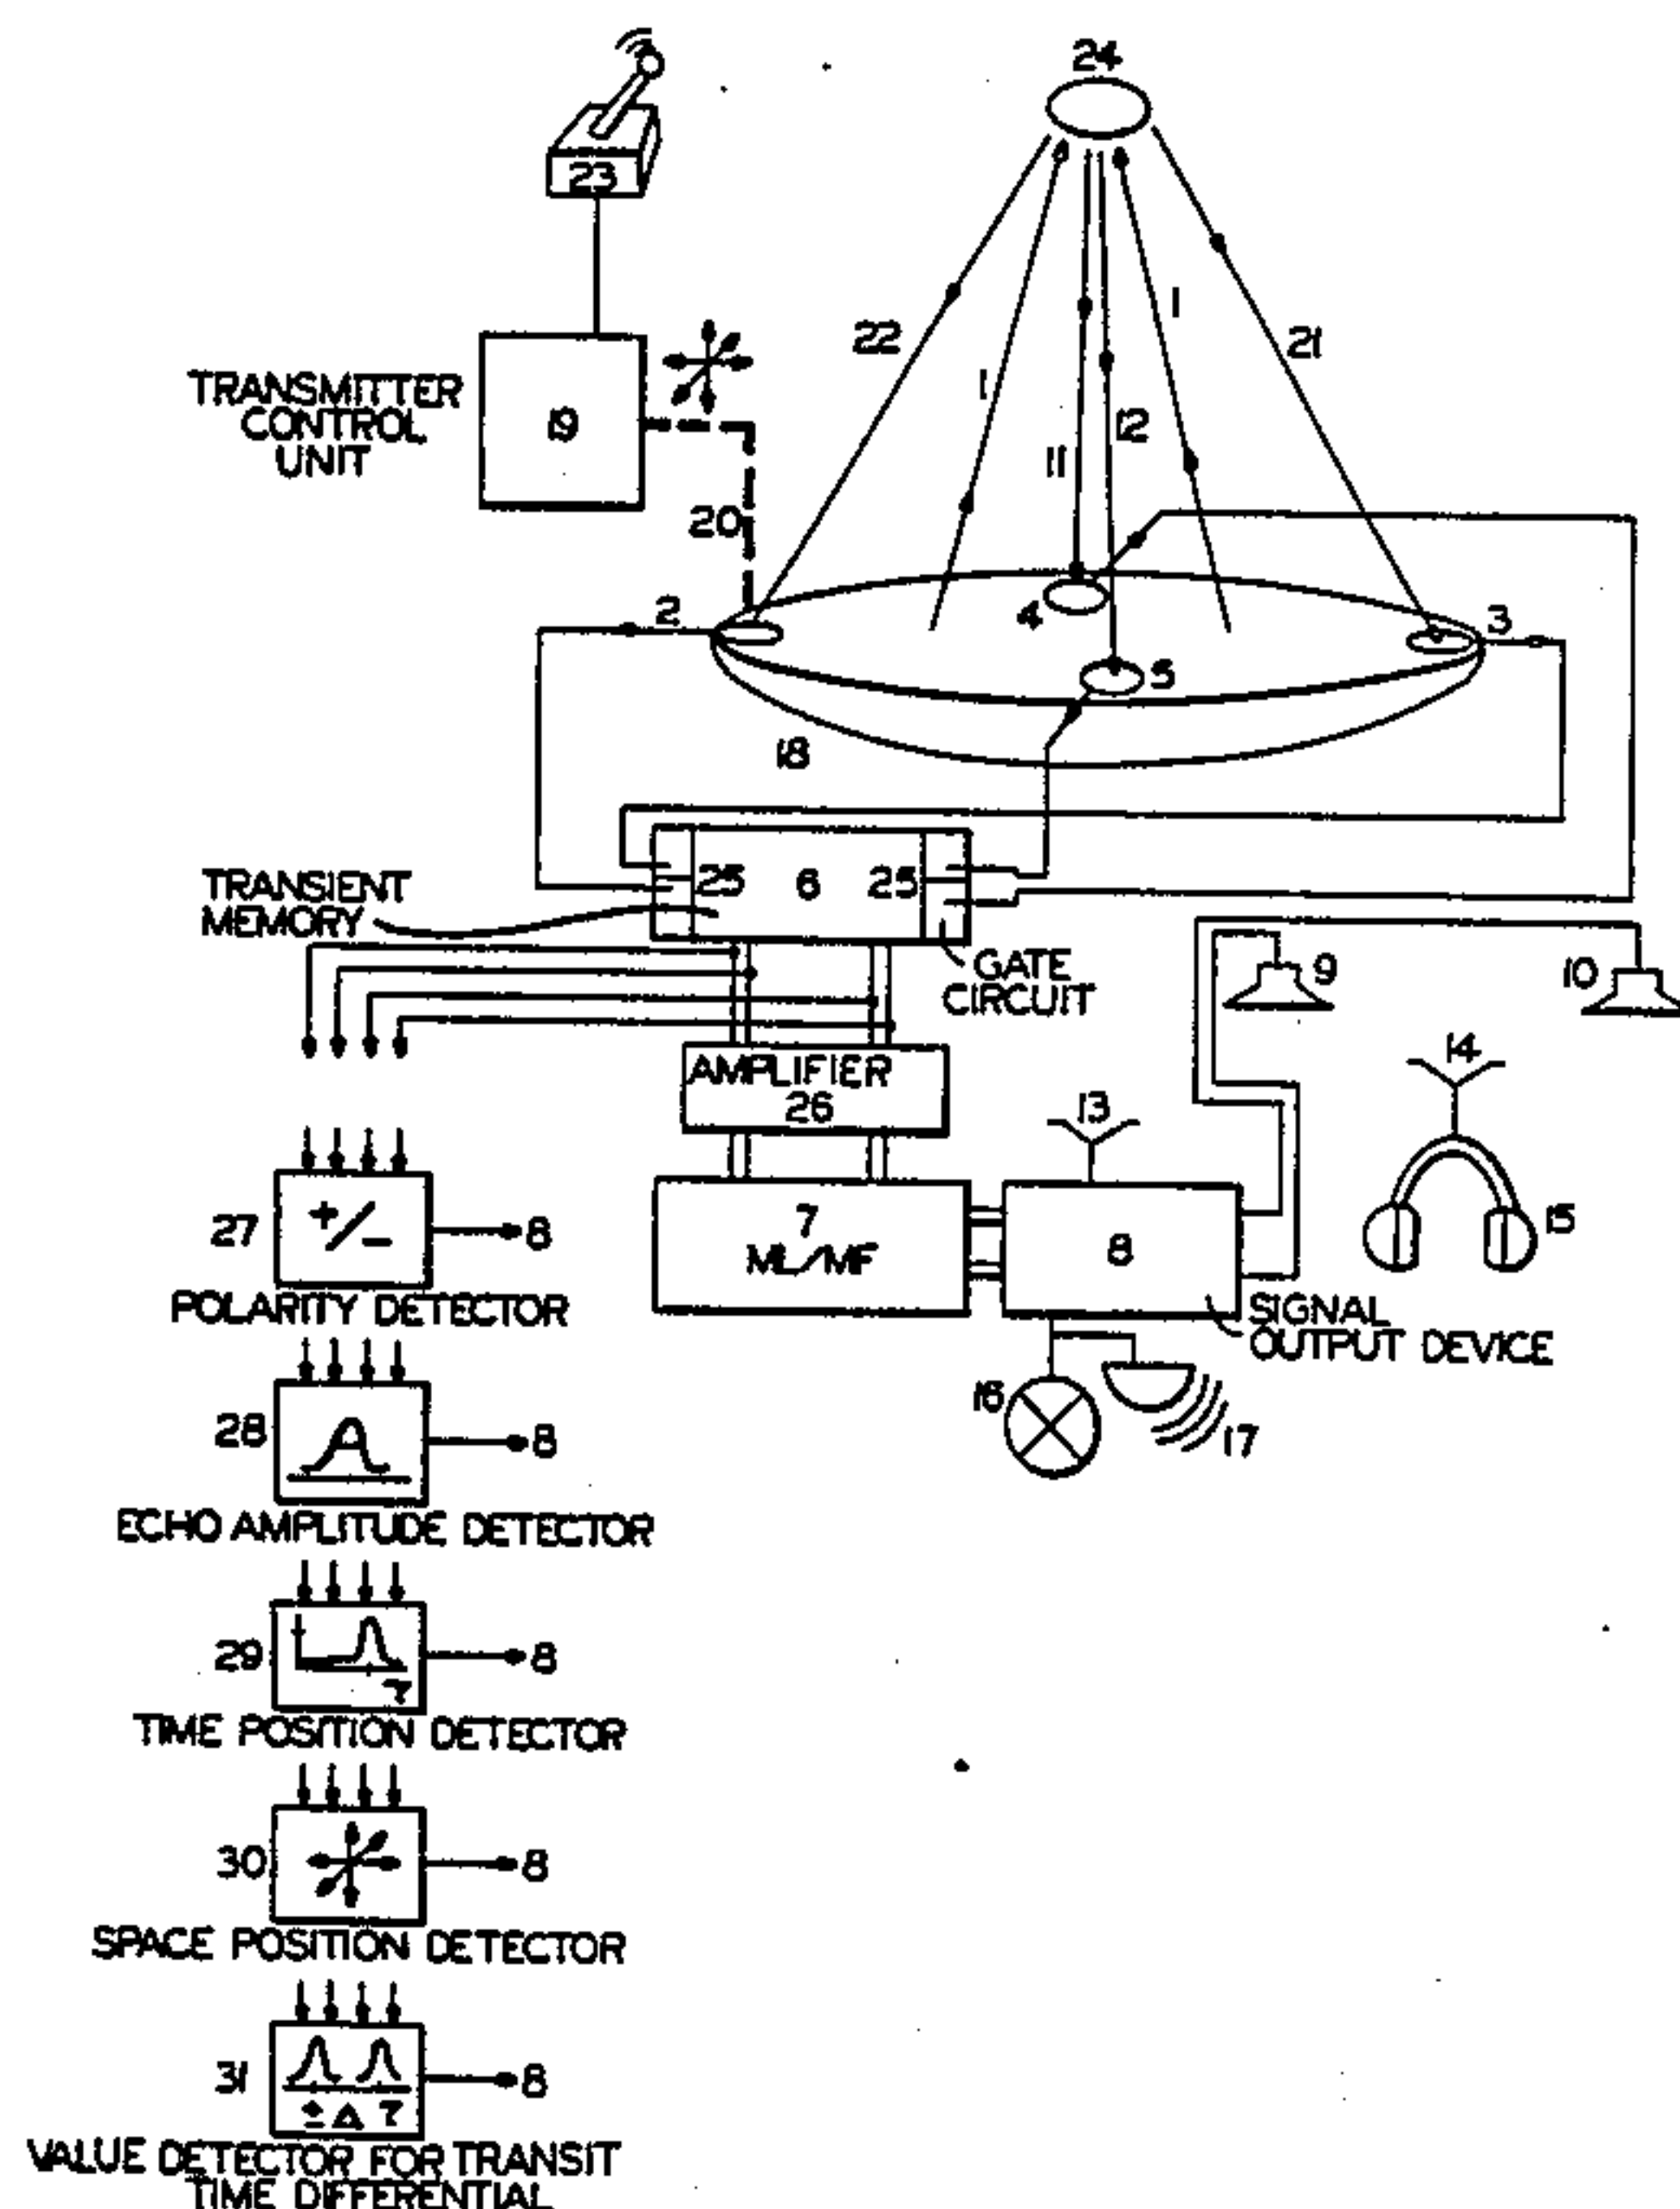 24
23
22
1
1
21
TRANSMITTER
CONTROL
UNIT
19
12
11
20
2
4
3
5
18
TRANSIENT
MEMORY
25
6
25
GATE
CIRCUIT
9
10
AMPLIFIER
26
14
13
27
+/-
8
7
ML/MF
8
15
POLARITY DETECTOR
SIGNAL
OUTPUT DEVICE
28
8
16
17
ECHO AMPLITUDE DETECTOR
29
8
TIME POSITION DETECTOR
30
8
SPACE POSITION DETECTOR
31
± Δ
8
VALUE DETECTOR FOR TRANSIT
TIME DIFFERENTIAL